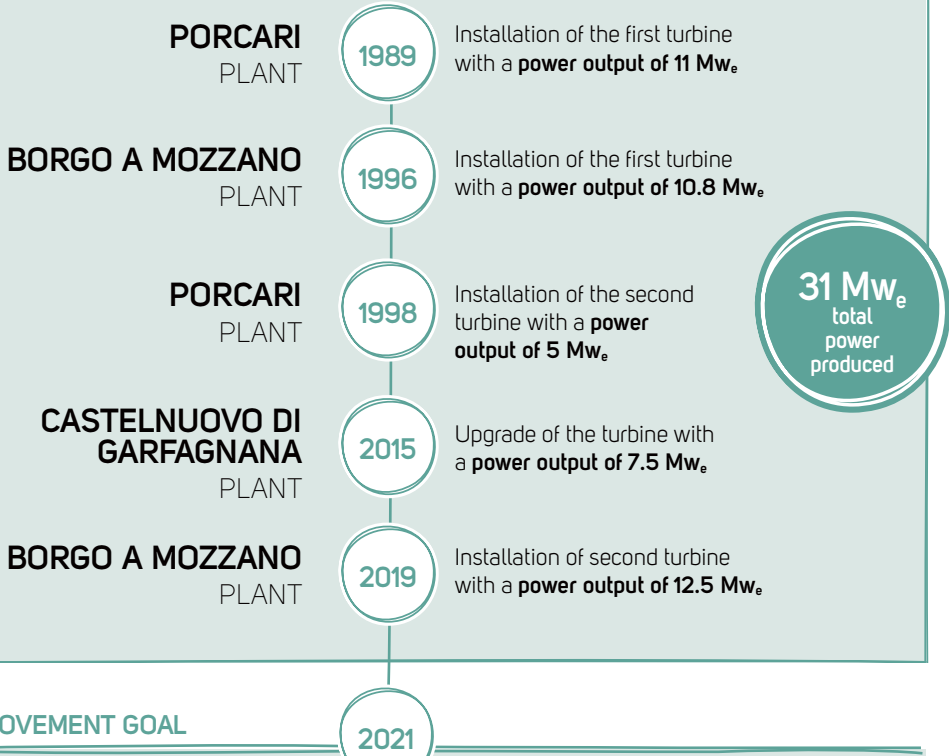 PORCARI
PLANT
1989
Installation of the first turbine
with a power output of 11 Mwe
BORGO A MOZZANO
PLANT
1996
Installation of the first turbine
with a power output of 10.8 Mwe
PORCARI
PLANT
1998
Installation of the second
turbine with a power
output of 5 Mwe
31 Mwe
total
power
produced
CASTELNUOVO DI
GARFAGNANA
PLANT
2015
Upgrade of the turbine with
a power output of 7.5 Mwe
BORGO A MOZZANO
PLANT
2019
Installation of second turbine
with a power output of 12.5 Mwe
OVEMENT GOAL
2021